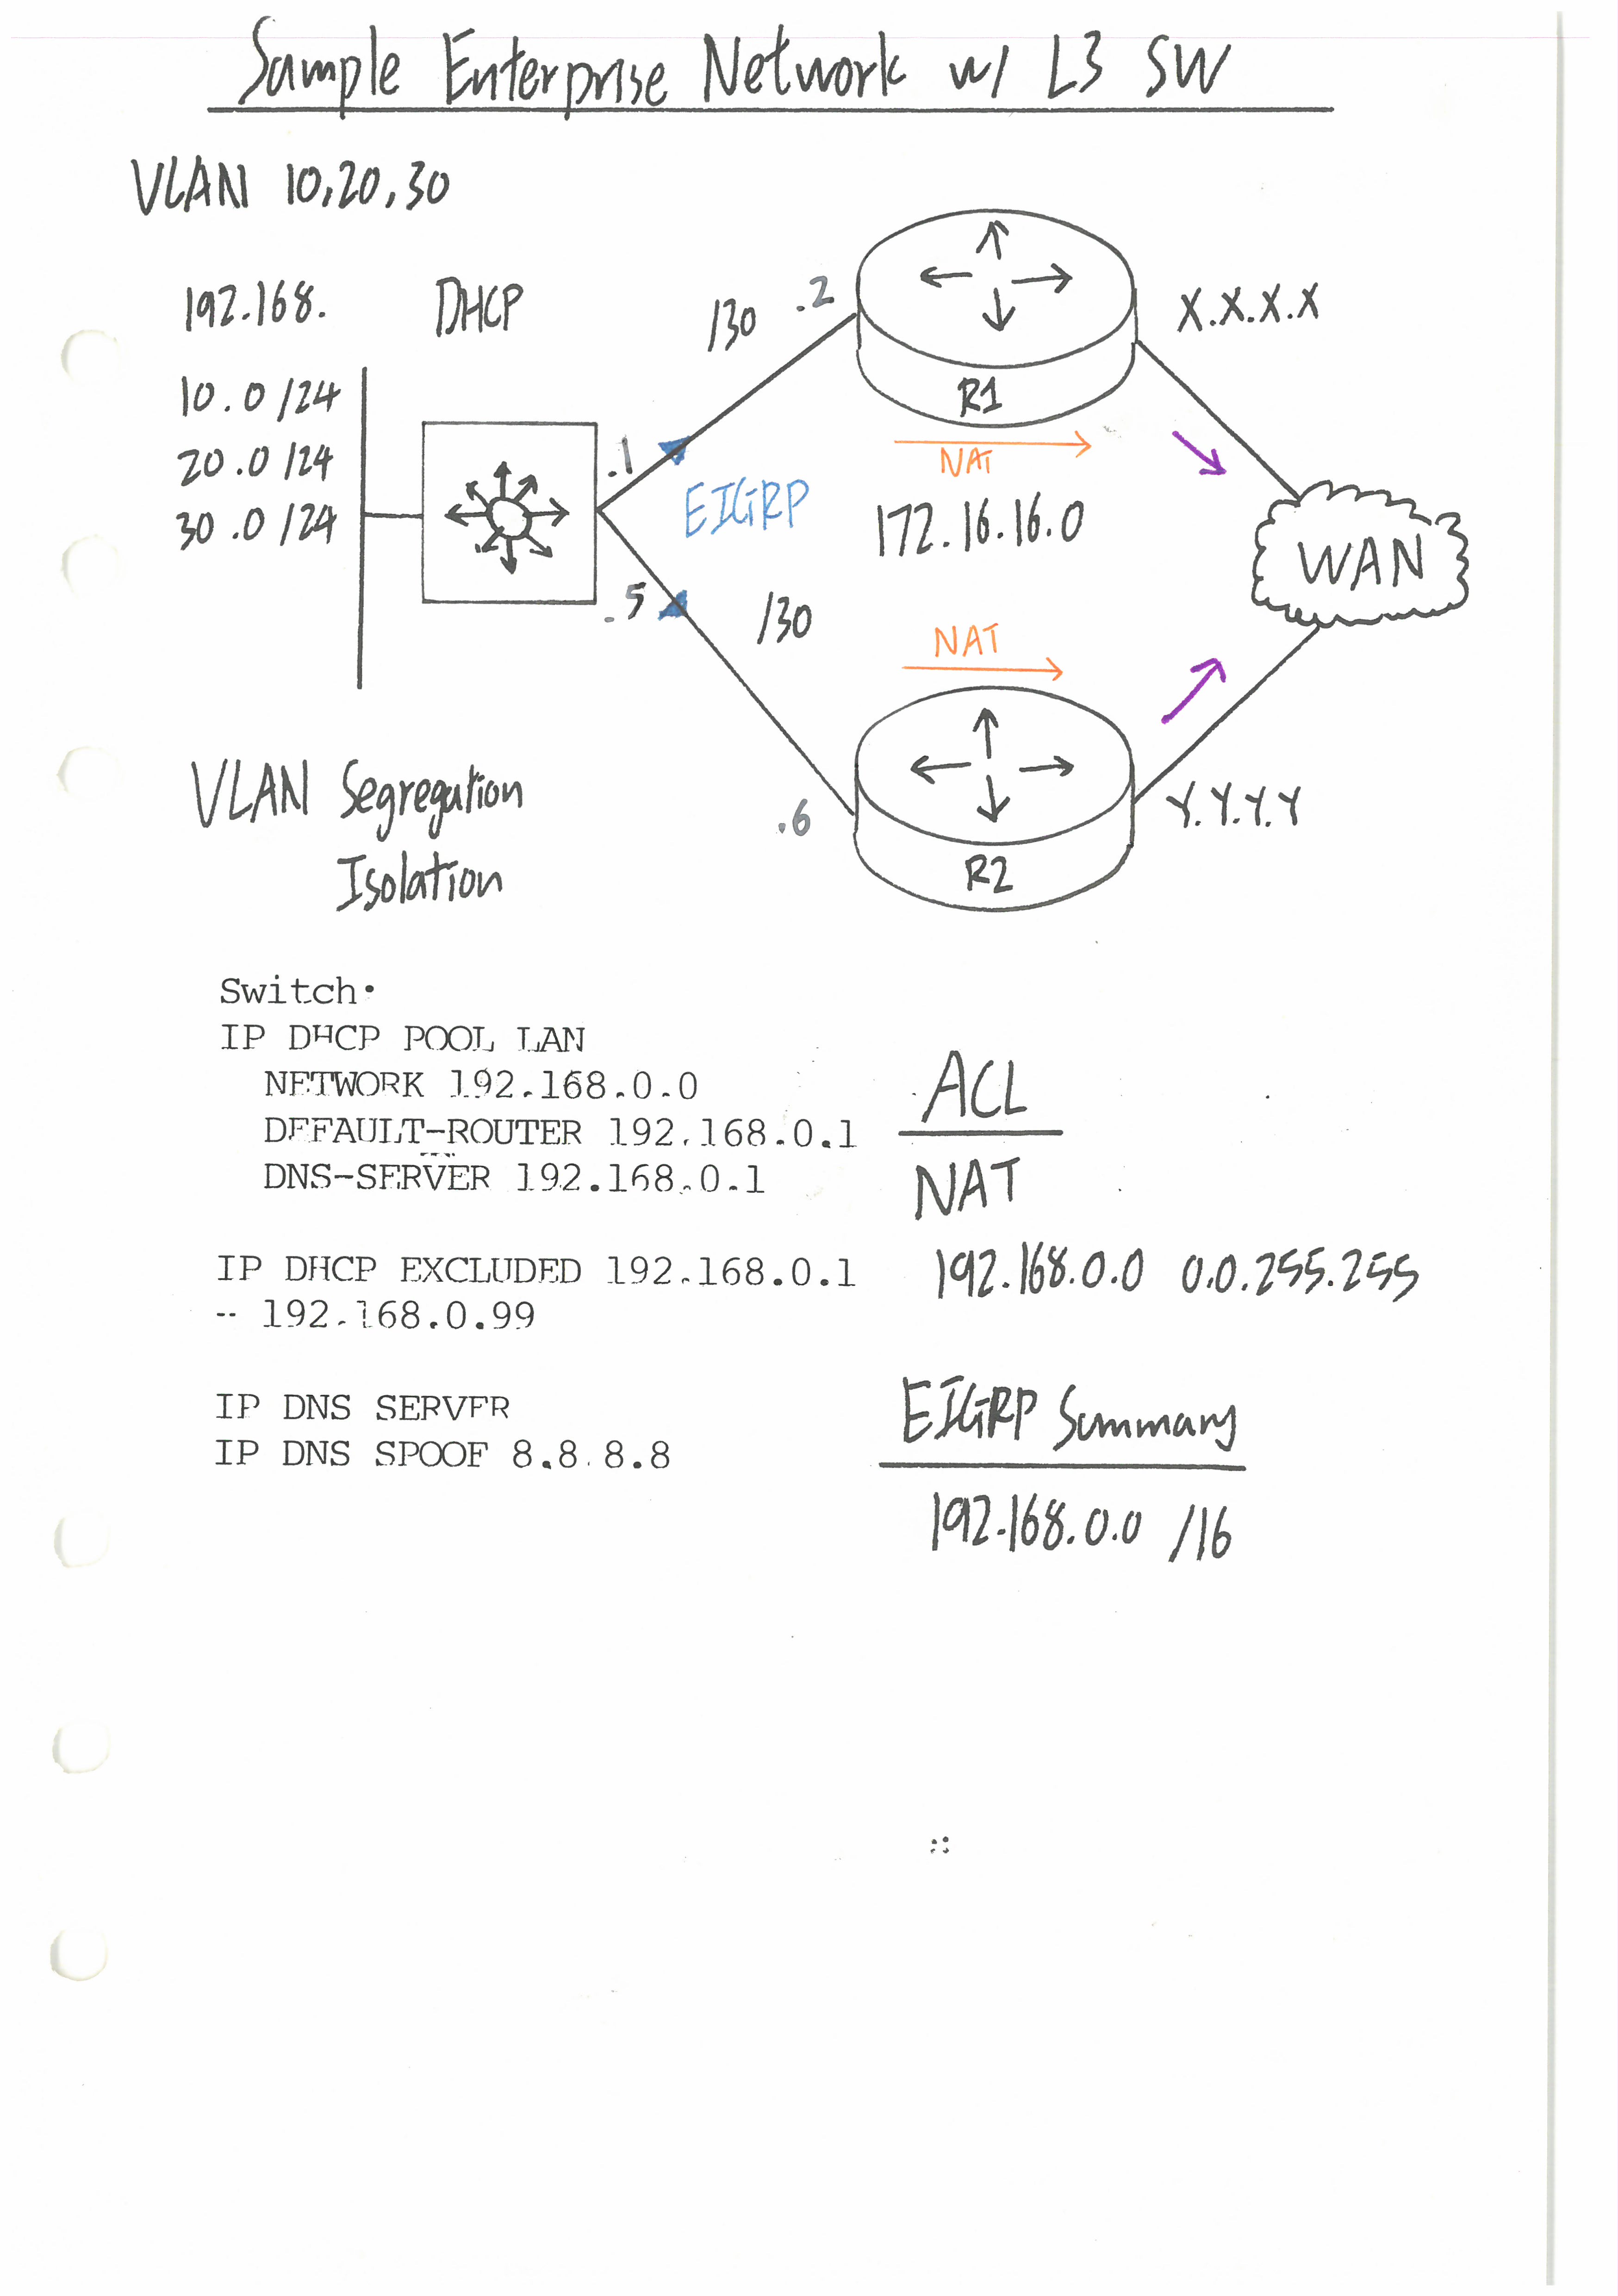 Sample Enterprise Network w/ L3 SW
VLAN 10,20,30
192.168.
10.0 /24
20.0 /24
30.0 /24
DHCP
/30
.2
R1
X.X.X.X
.1
EIGRP
NAT
172.16.16.0
WAN
.5
/30
NAT
.6
R2
Y.Y.Y.Y
VLAN Segregation
Isolation
Switch:
IP DHCP POOL LAN
NETWORK 192.168.0.0
DEFAULT-ROUTER 192.168.0.1
DNS-SERVER 192.168.0.1
IP DHCP EXCLUDED 192.168.0.1
-- 192.168.0.99
IP DNS SERVER
IP DNS SPOOF 8.8.8.8
ACL
NAT
192.168.0.0 0.0.255.255
EIGRP Summary
192.168.0.0 /16